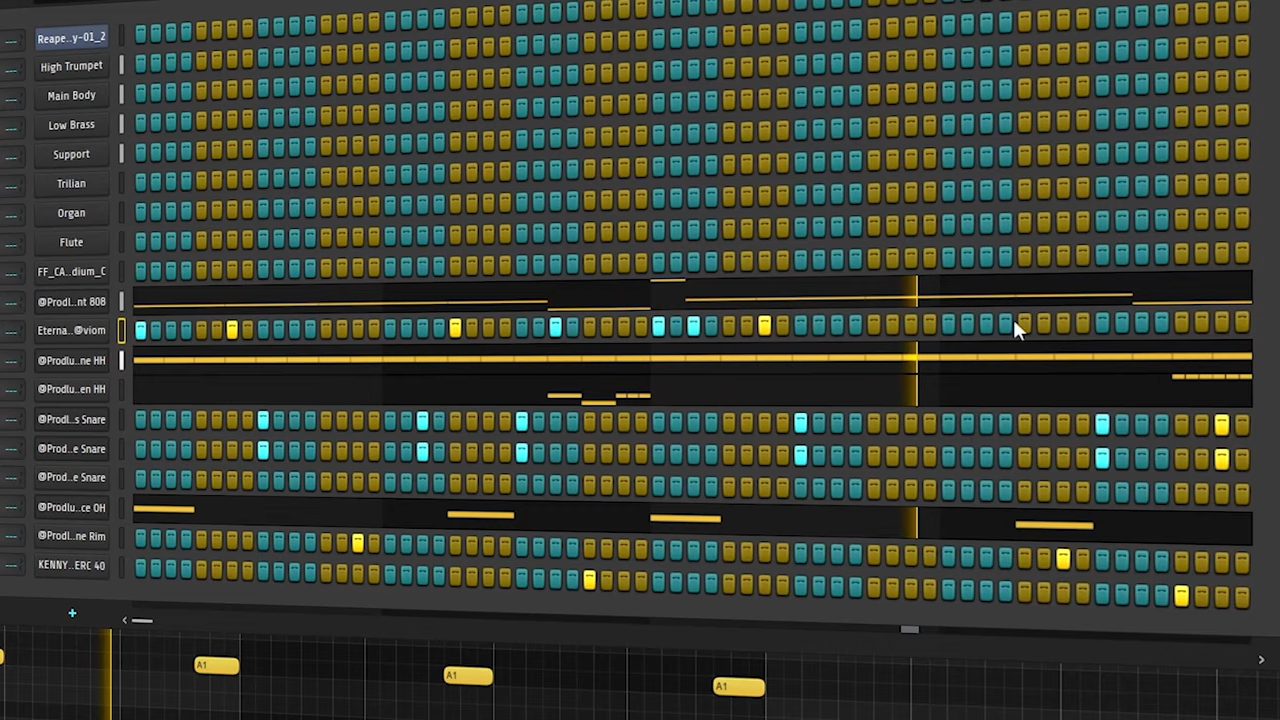 Reape..y-01_2
High Trumpet
Main Body
Low Brass
Support
Trilian
Organ
Flute
FF_CA..dium_C
@Prodl..nt 808
Eterna..@viom
@Prodlu..ne HH
@Prodlu..en HH
@Prodl..s Snare
@Prod..e Snare
@Prod..e Snare
@Prodlu..ce OH
@Prodl..ne Rim
KENNY..ERC 40
A1
A1
A1